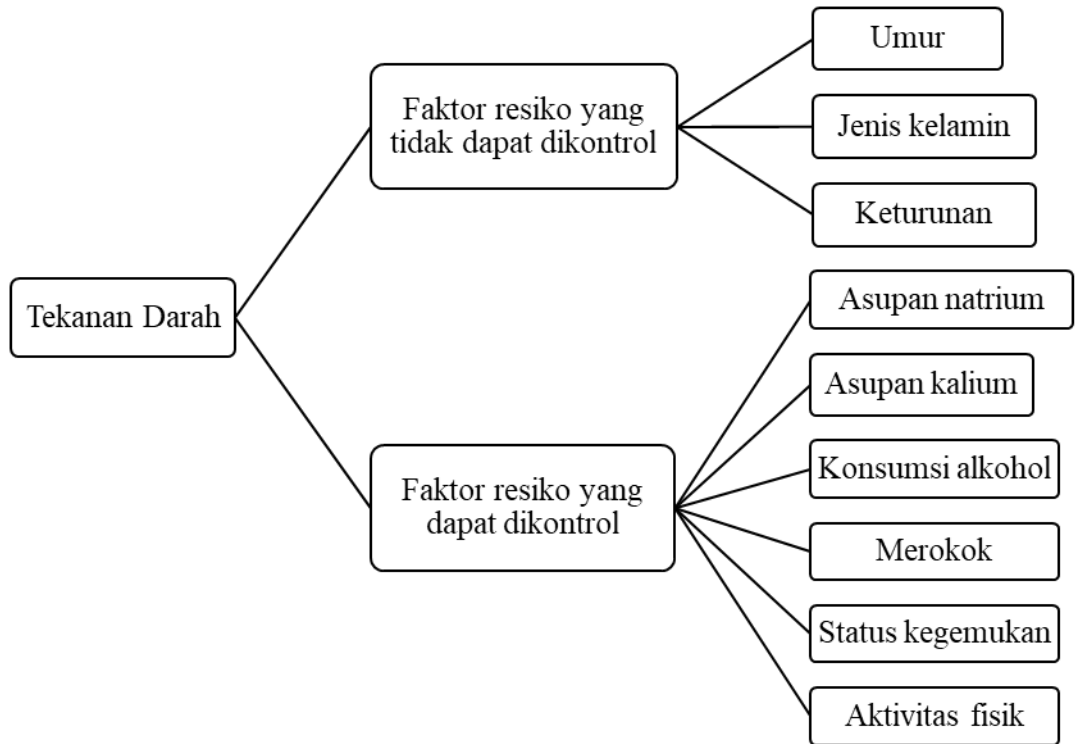 Tekanan Darah
Faktor resiko yang
tidak dapat dikontrol
Umur
Jenis kelamin
Keturunan
Faktor resiko yang
dapat dikontrol
Asupan natrium
Asupan kalium
Konsumsi alkohol
Merokok
Status kegemukan
Aktivitas fisik